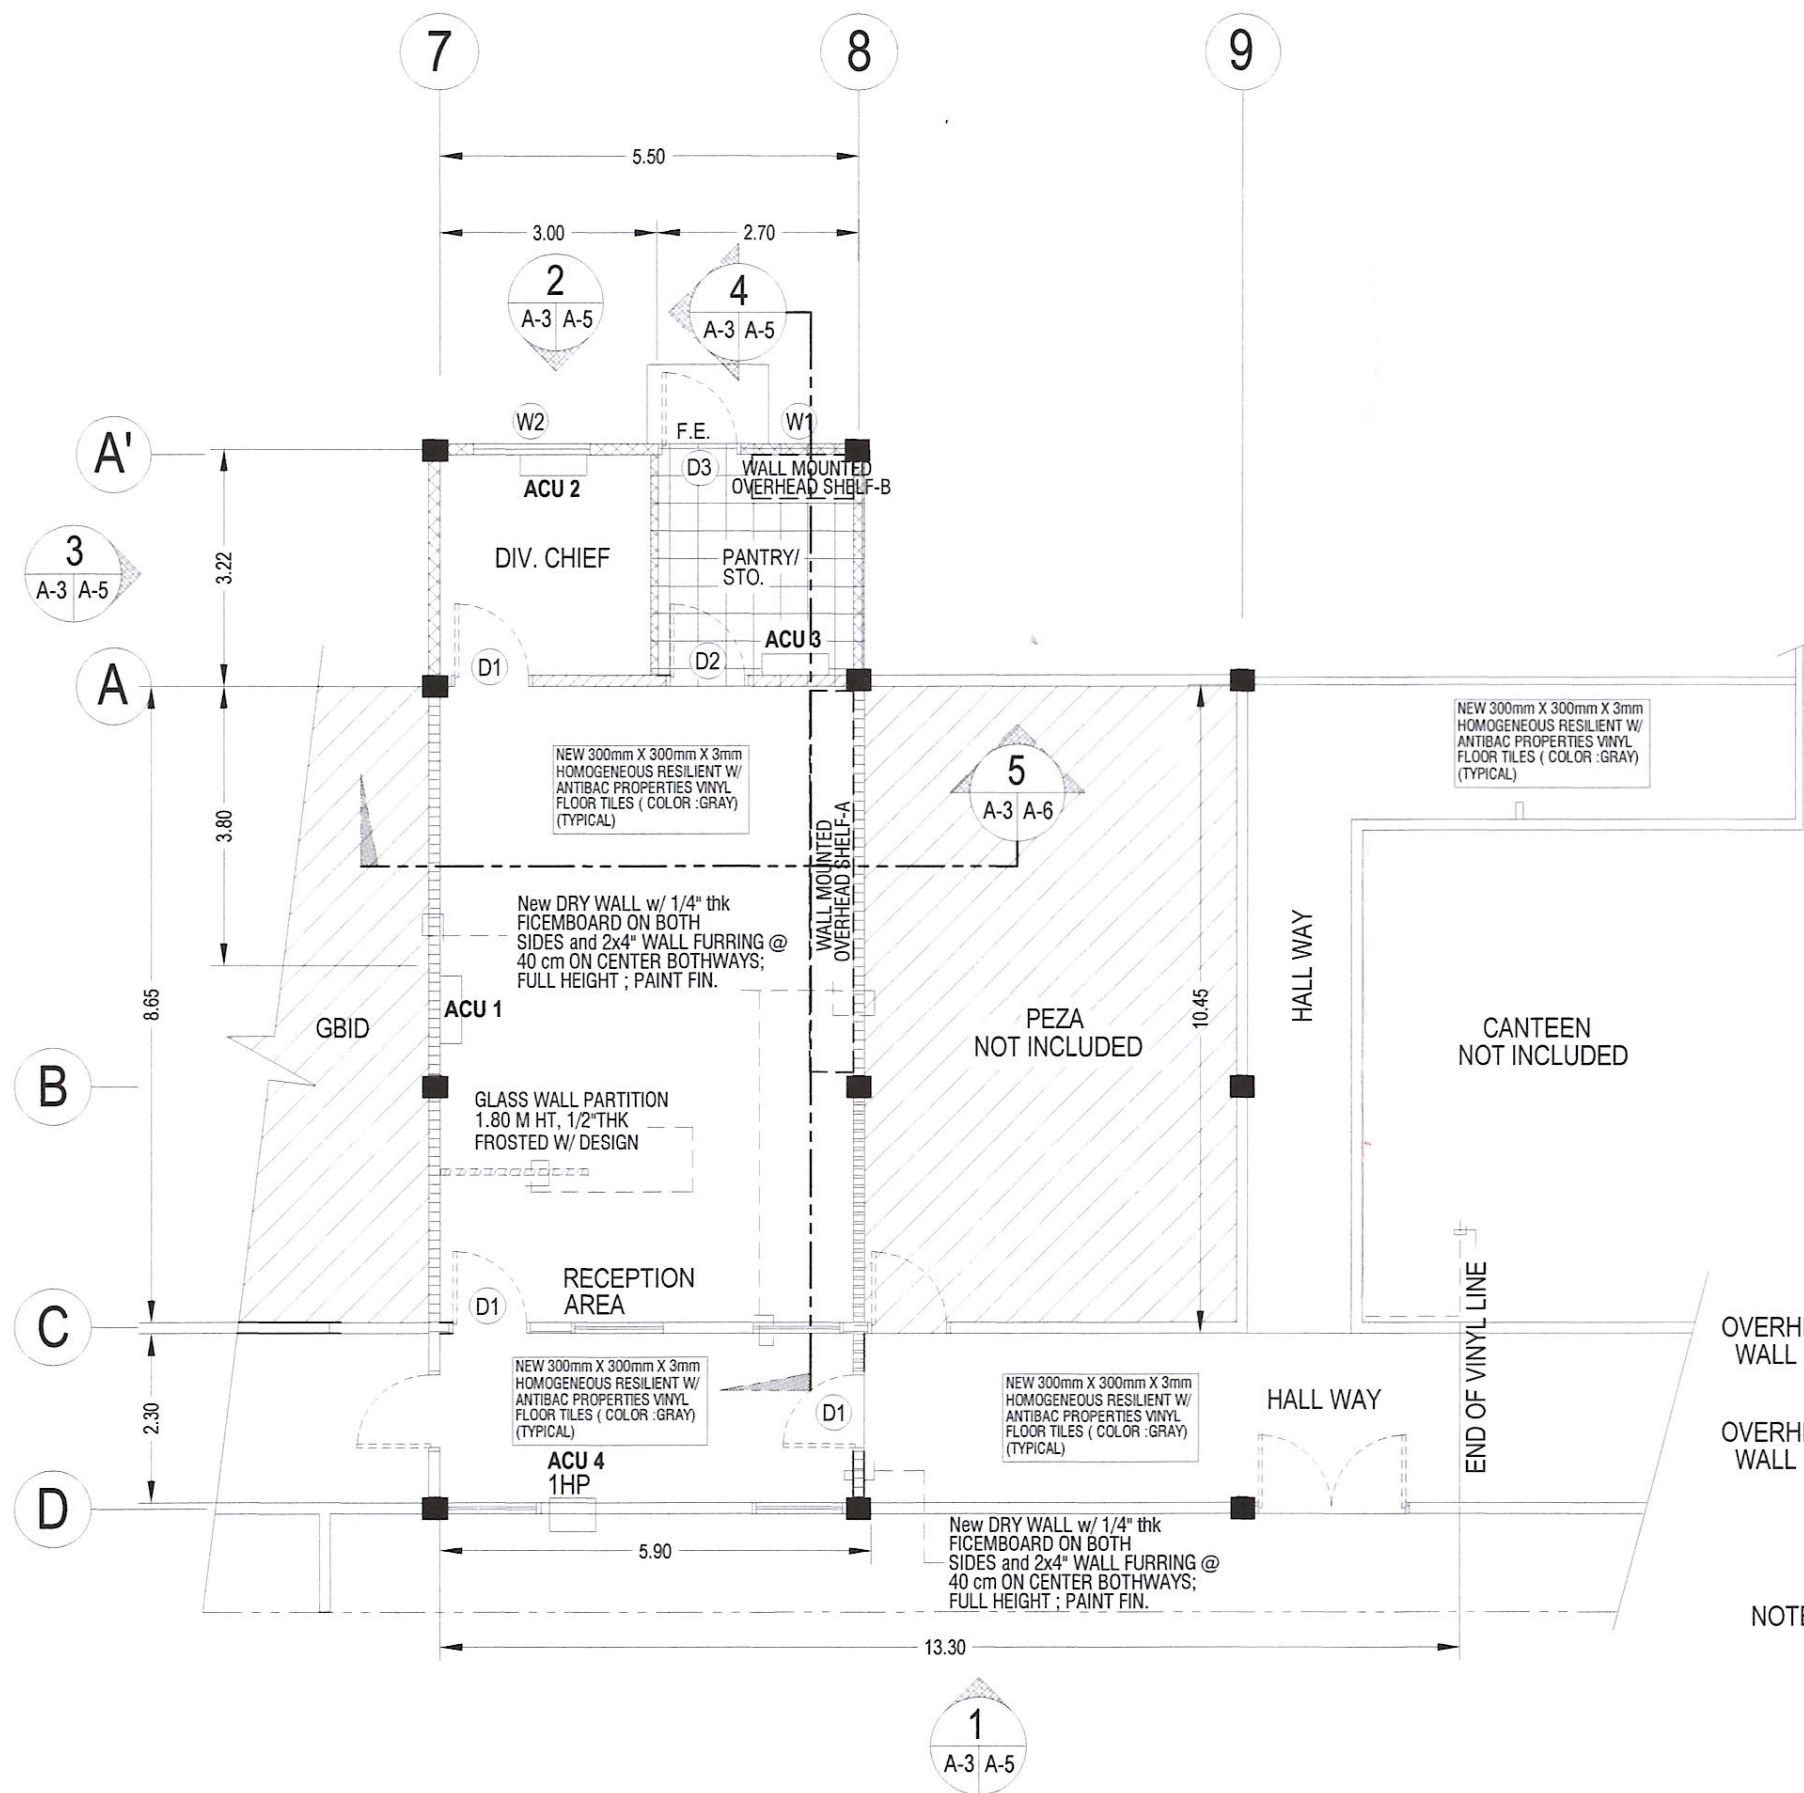 7
8
9
5.50
3.00
2.70
2
A-3 A-5
4
A-3 A-5
W2
W1
F.E.
A'
D3
WALL MOUNTED
OVERHEAD SHELF-B
ACU 2
3
A-3 A-5
3.22
DIV. CHIEF
PANTRY/
STO.
ACU 3
D1
D2
A
NEW 300mm X 300mm X 3mm
HOMOGENEOUS RESILIENT W/
ANTIBAC PROPERTIES VINYL
FLOOR TILES ( COLOR :GRAY)
(TYPICAL)
NEW 300mm X 300mm X 3mm
HOMOGENEOUS RESILIENT W/
ANTIBAC PROPERTIES VINYL
FLOOR TILES ( COLOR :GRAY)
(TYPICAL)
5
A-3 A-6
3.80
WALL MOUNTED
OVERHEAD SHELF-A
New DRY WALL w/ 1/4" thk
FICEMBOARD ON BOTH
SIDES and 2x4" WALL FURRING @
40 cm ON CENTER BOTHWAYS;
FULL HEIGHT ; PAINT FIN.
HALL WAY
8.65
ACU 1
GBID
PEZA
NOT INCLUDED
10.45
CANTEEN
NOT INCLUDED
B
GLASS WALL PARTITION
1.80 M HT, 1/2"THK
FROSTED W/ DESIGN
RECEPTION
AREA
D1
C
END OF VINYL LINE
OVERH
WALL
NEW 300mm X 300mm X 3mm
HOMOGENEOUS RESILIENT W/
ANTIBAC PROPERTIES VINYL
FLOOR TILES ( COLOR :GRAY)
(TYPICAL)
D1
NEW 300mm X 300mm X 3mm
HOMOGENEOUS RESILIENT W/
ANTIBAC PROPERTIES VINYL
FLOOR TILES ( COLOR :GRAY)
(TYPICAL)
HALL WAY
2.30
OVERH
WALL
ACU 4
1HP
D
New DRY WALL w/ 1/4" thk
FICEMBOARD ON BOTH
SIDES and 2x4" WALL FURRING @
40 cm ON CENTER BOTHWAYS;
FULL HEIGHT ; PAINT FIN.
5.90
NOTE
13.30
1
A-3 A-5